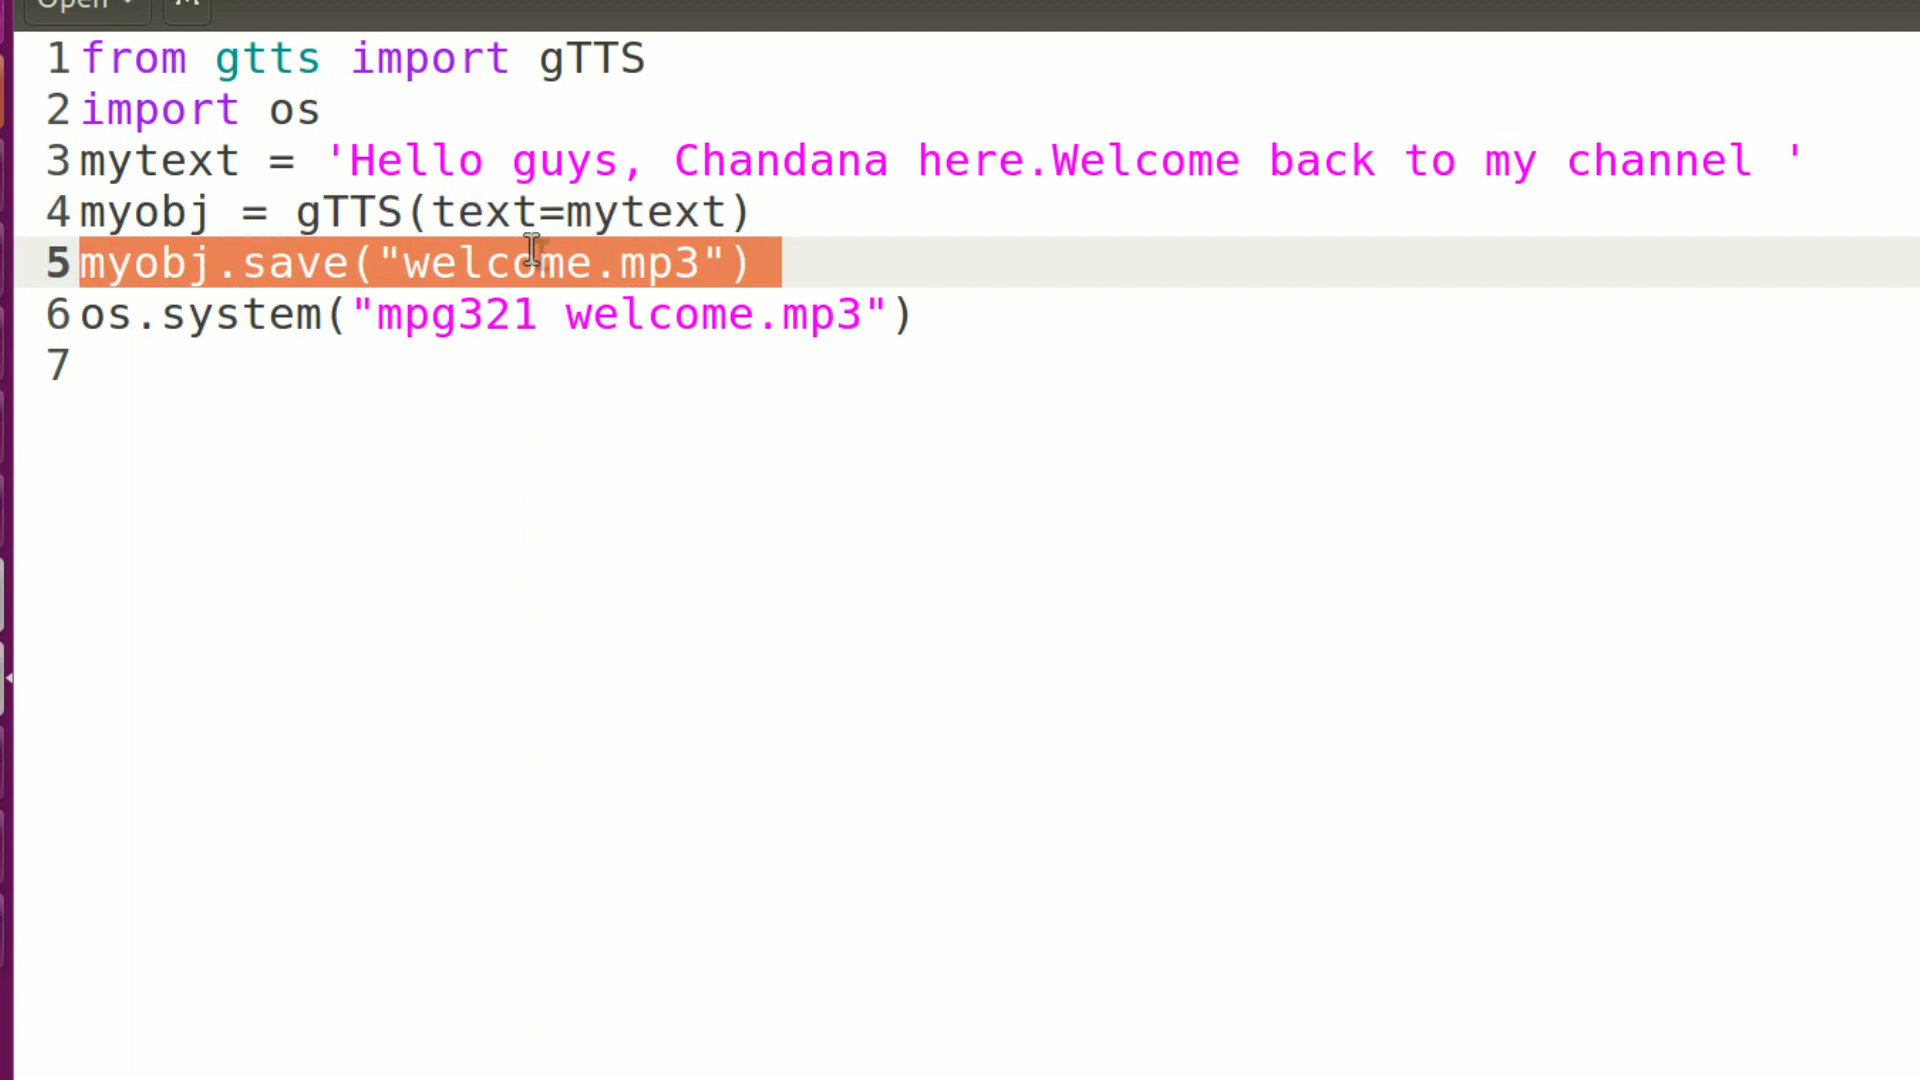 Open
1 from gtts import gTTS
2 import os
3 mytext = 'Hello guys, Chandana here.Welcome back to my channel '
4 myobj = gTTS(text=mytext)
5 myobj.save("welcome.mp3")
6 os.system("mpg321 welcome.mp3")
7